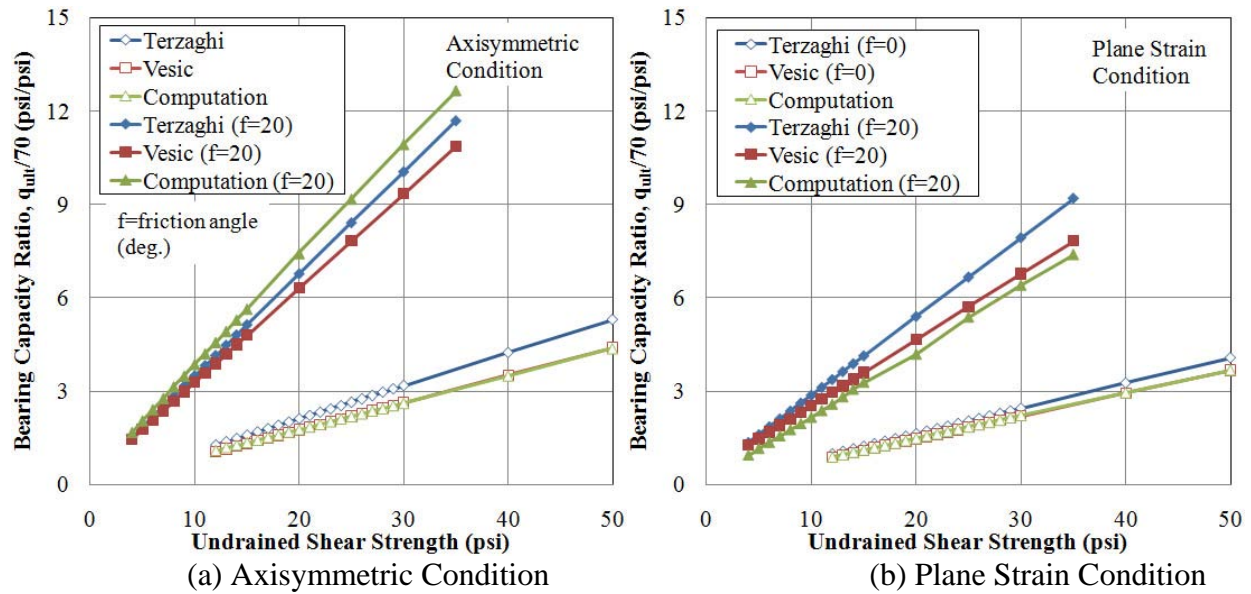 15
12
9
6
3
0
Bearing Capacity Ratio, qult/70 (psi/psi)
Terzaghi
Vesic
Computation
Terzaghi (f=20)
Vesic (f=20)
Computation (f=20)
f=friction angle
(deg.)
Axisymmetric
Condition
0 10 20 30 40 50
Undrained Shear Strength (psi)
(a) Axisymmetric Condition
15
12
9
6
3
0
Bearing Capacity Ratio, qult/70 (psi/psi)
Terzaghi (f=0)
Vesic (f=0)
Computation
Terzaghi (f=20)
Vesic (f=20)
Computation (f=20)
Plane Strain
Condition
0 10 20 30 40 50
Undrained Shear Strength (psi)
(b) Plane Strain Condition